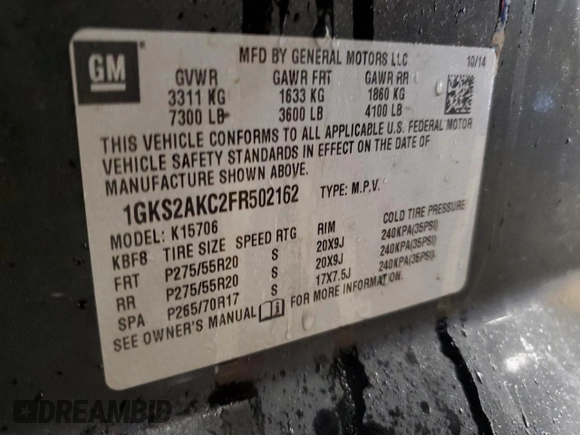 GM
MFD BY GENERAL MOTORS LLC 10/14
GVWR GAWR FRT GAWR RR
3311 KG 1633 KG 1860 KG
7300 LB 3600 LB 4100 LB
THIS VEHICLE CONFORMS TO ALL APPLICABLE U.S. FEDERAL MOTOR
VEHICLE SAFETY STANDARDS IN EFFECT ON THE DATE OF
MANUFACTURE SHOWN ABOVE.
1GKS2AKC2FR502162 TYPE: M.P.V.
MODEL: K15706
KBF8 TIRE SIZE SPEED RTG RIM COLD TIRE PRESSURE
FRT P275/55R20 S 20X9J 240KPA(35PSI)
RR P275/55R20 S 20X9J 240KPA(35PSI)
SPA P265/70R17 S 17X7.5J 240KPA(35PSI)
SEE OWNER'S MANUAL FOR MORE INFORMATION.
DREAMBID